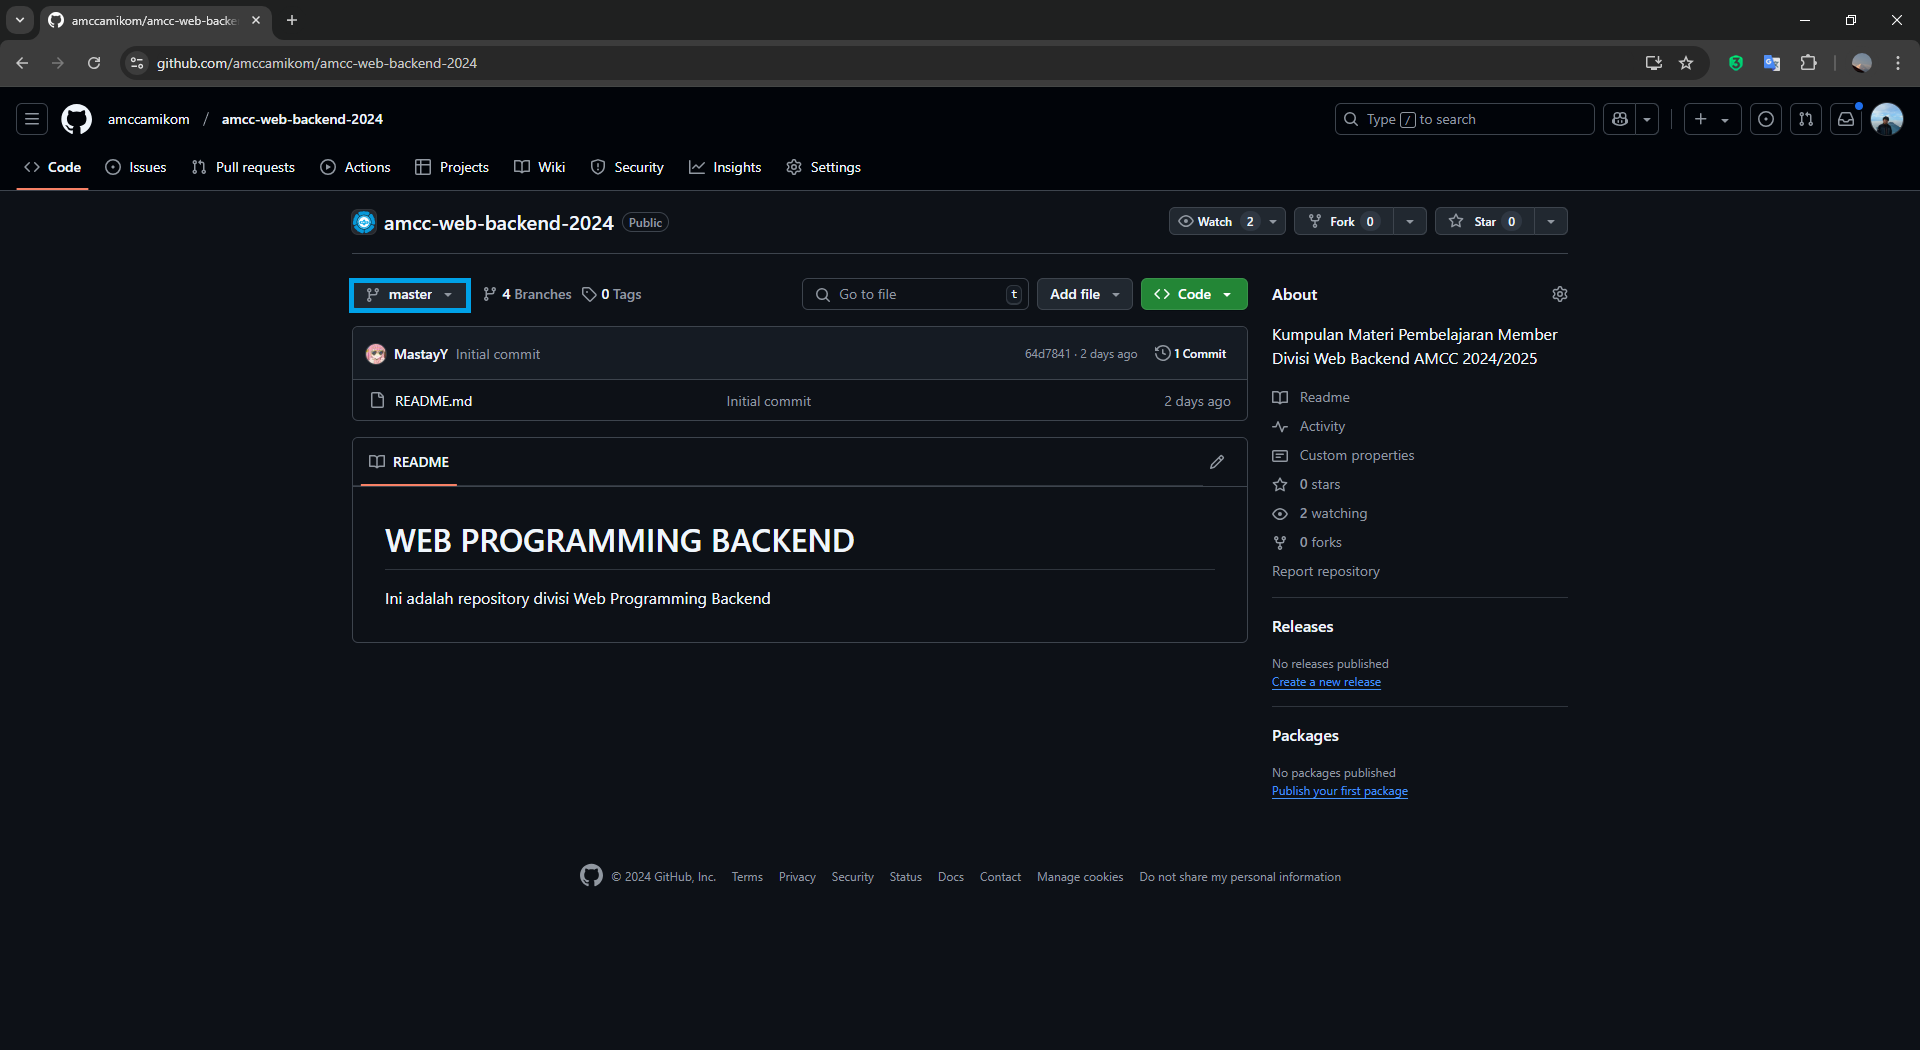 amccamikom/amcc-web-backe
github.com/amccamikom/amcc-web-backend-2024
amccamikom / amcc-web-backend-2024
Type / to search
Code Issues Pull requests Actions Projects Wiki Security Insights Settings
amcc-web-backend-2024 Public
Watch 2 Fork 0 Star 0
master 4 Branches 0 Tags
Go to file t Add file Code
MastayY Initial commit 64d7841 · 2 days ago 1 Commit
README.md Initial commit 2 days ago
README
WEB PROGRAMMING BACKEND
Ini adalah repository divisi Web Programming Backend
About
Kumpulan Materi Pembelajaran Member
Divisi Web Backend AMCC 2024/2025
Readme
Activity
Custom properties
0 stars
2 watching
0 forks
Report repository
Releases
No releases published
Create a new release
Packages
No packages published
Publish your first package
© 2024 GitHub, Inc. Terms Privacy Security Status Docs Contact Manage cookies Do not share my personal information